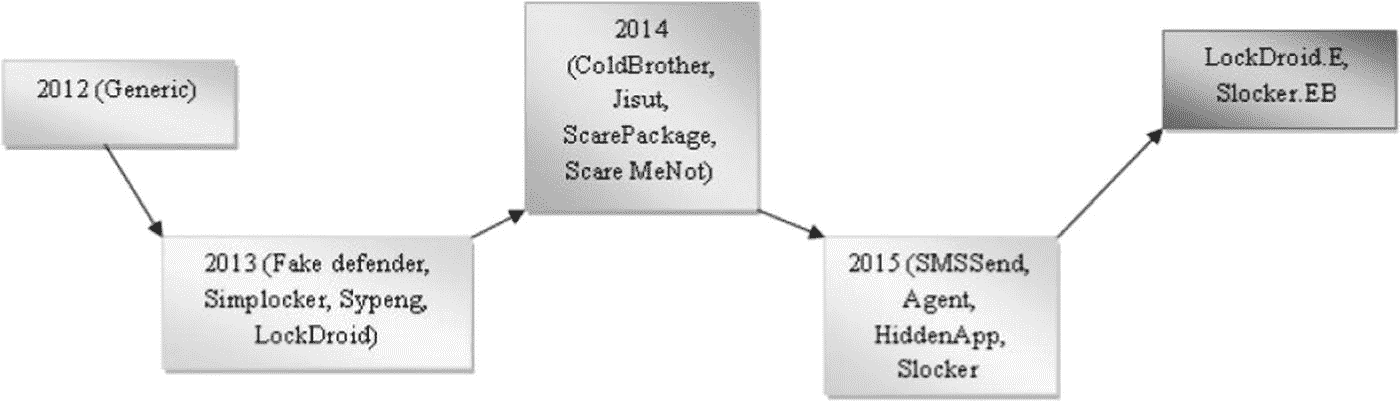 2012 (Generic)
2013 (Fake defender,
Simplocker, Sypeng,
LockDroid)
2014
(ColdBrother,
Jisut,
ScarePackage,
Scare MeNot)
2015 (SMSSend,
Agent,
HiddenApp,
Slocker
LockDroid.E,
Slocker.EB